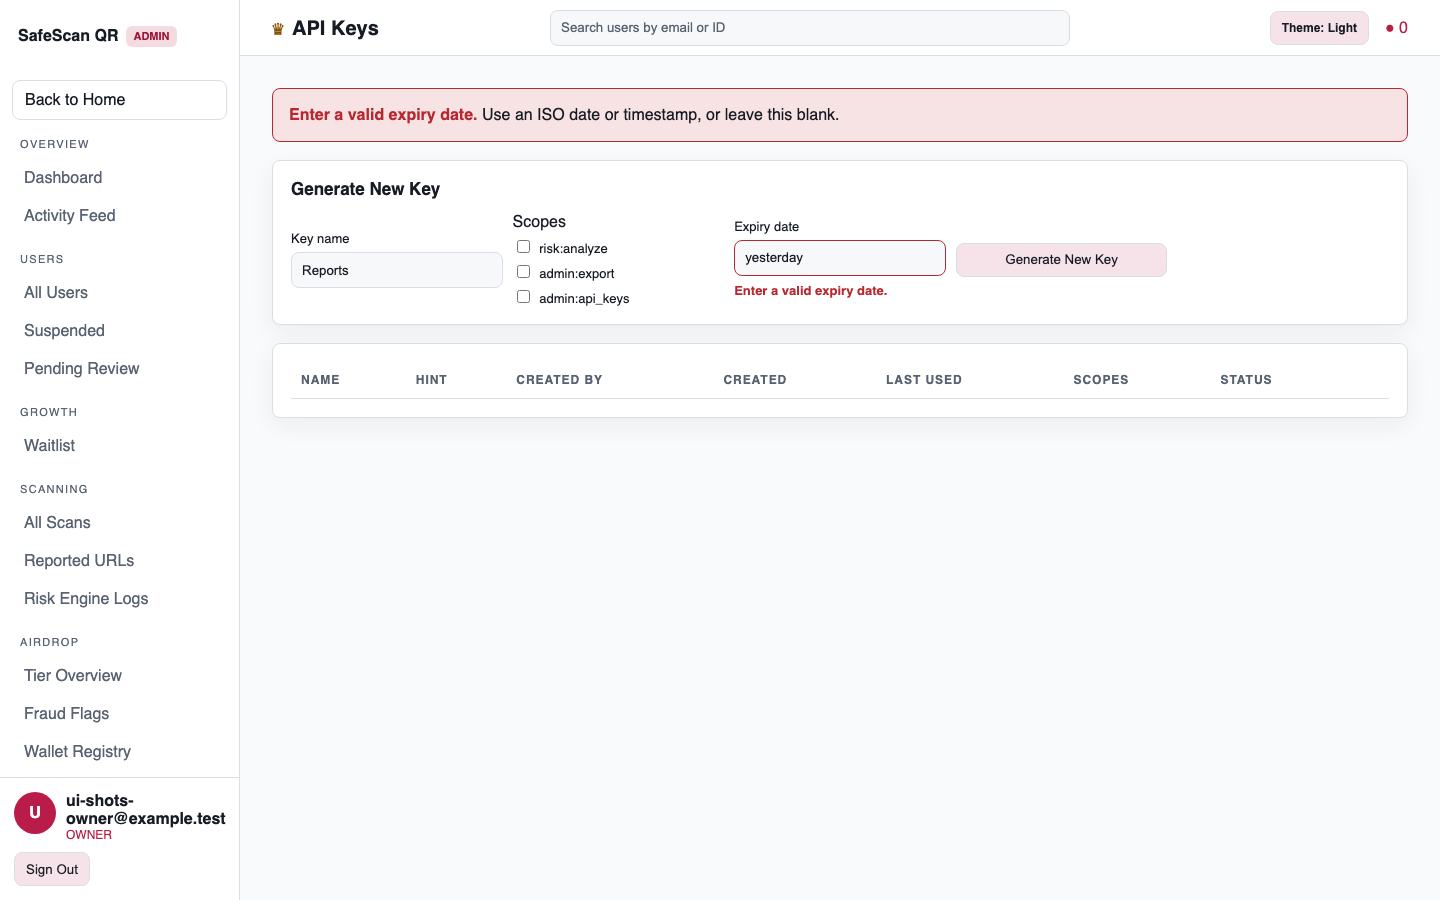 SafeScan QR ADMIN
Back to Home
OVERVIEW
Dashboard
Activity Feed
USERS
All Users
Suspended
Pending Review
GROWTH
Waitlist
SCANNING
All Scans
Reported URLs
Risk Engine Logs
AIRDROP
Tier Overview
Fraud Flags
Wallet Registry
U
ui-shots-
owner@example.test
OWNER
Sign Out
API Keys
Search users by email or ID
Theme: Light
0
Enter a valid expiry date. Use an ISO date or timestamp, or leave this blank.
Generate New Key
Key name
Reports
Scopes
risk:analyze
admin:export
admin:api_keys
Expiry date
yesterday
Enter a valid expiry date.
Generate New Key
NAME HINT CREATED BY CREATED LAST USED SCOPES STATUS